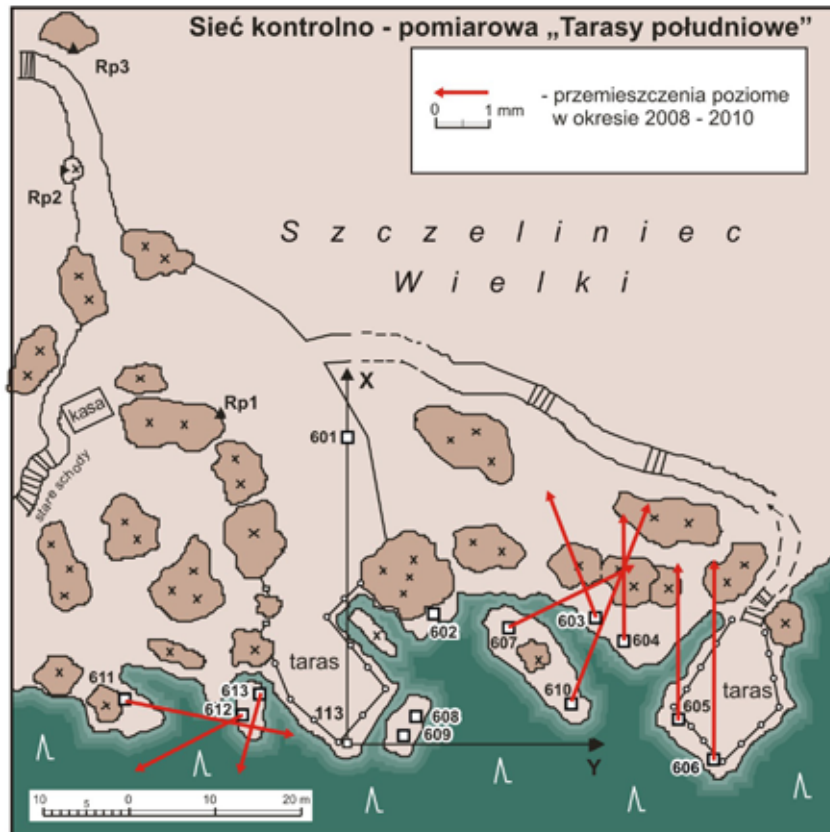 Sieć kontrolno - pomiarowa „Tarasy południowe”
Rp3
0 1 mm
- przemieszczenia poziome
w okresie 2008 - 2010
Rp2
Szczeliniec
Wielki
X
kasa
Rp1
601
stare schody
602
603
607
604
taras
611
613
612
610
605
taras
113
608
609
606
Y
10 5 0 10 20 m